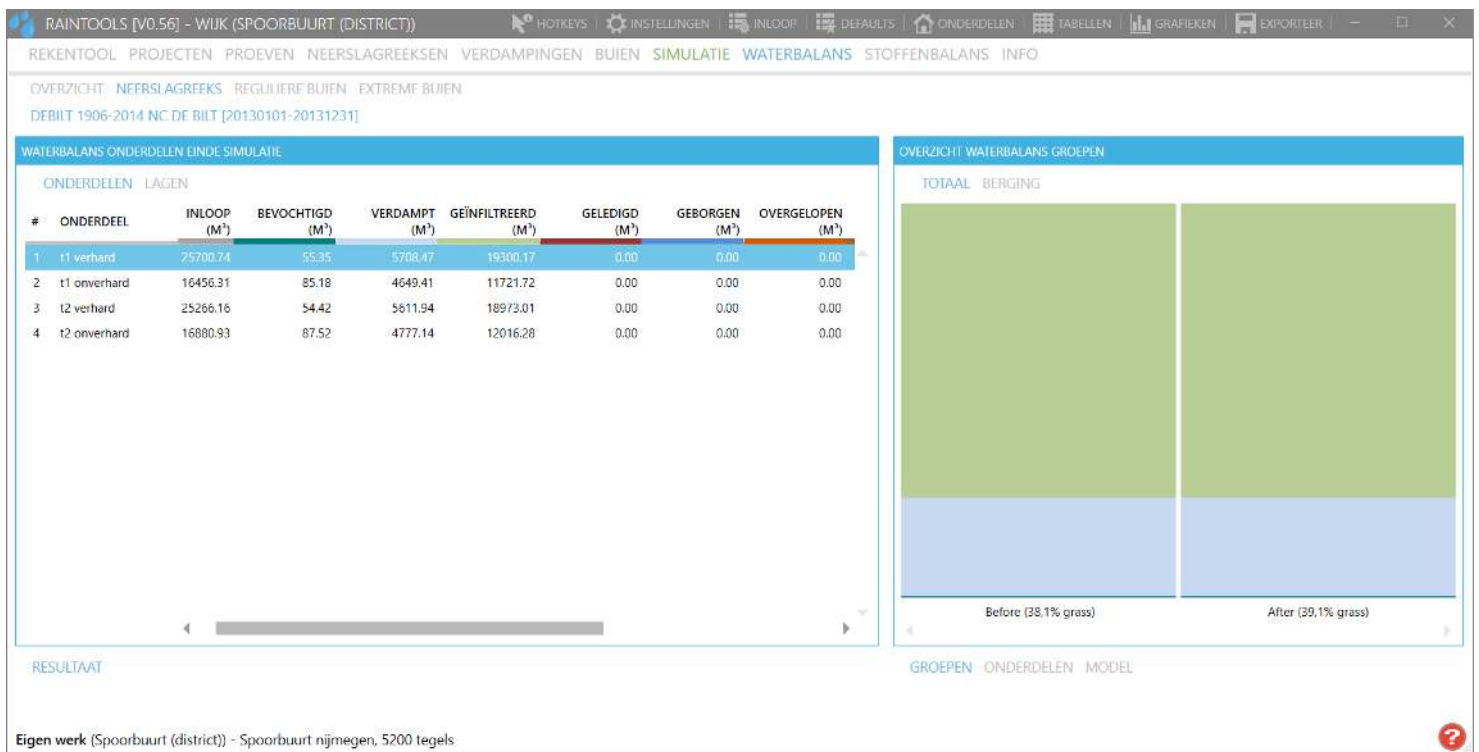 RAINTOOLS [V0.56] - WIJK (SPOORBUURT (DISTRICT)) HOTKEYS INSTELLINGEN INLOOP DEFAULTS ONDERDELEN TABELLEN GRAFIEKEN EXPORTEER
REKENTOOL PROJECTEN PROEVEN NEERSLAGREEKSEN VERDAMPINGEN BUIEN SIMULATIE WATERBALANS STOFFENBALANS INFO
OVERZICHT NEERSLAGREEKS REGULIERE BUIEN EXTREME BUIEN
DEBILT 1906-2014 NC DE BILT [20130101-20131231]
WATERBALANS ONDERDELEN EINDE SIMULATIE
ONDERDELEN LAGEN
# ONDERDEEL INLOOP (M³) BEVOCHTIGD (M³) VERDAMPT (M³) GEÏNFILTREERD (M³) GELEDIGD (M³) GEBORGEN (M³) OVERGELOPEN (M³)
1 t1 verhard 25700.74 55.35 5708.47 19300.17 0.00 0.00 0.00
2 t1 onverhard 16456.31 85.18 4649.41 11721.72 0.00 0.00 0.00
3 t2 verhard 25266.16 54.42 5611.94 18973.01 0.00 0.00 0.00
4 t2 onverhard 16880.93 87.52 4777.14 12016.28 0.00 0.00 0.00
RESULTAAT
OVERZICHT WATERBALANS GROEPEN
TOTAAL BERGING
Before (38,1% grass) After (39,1% grass)
GROEPEN ONDERDELEN MODEL
Eigen werk (Spoorbuurt (district)) - Spoorbuurt nijmegen, 5200 tegels
?